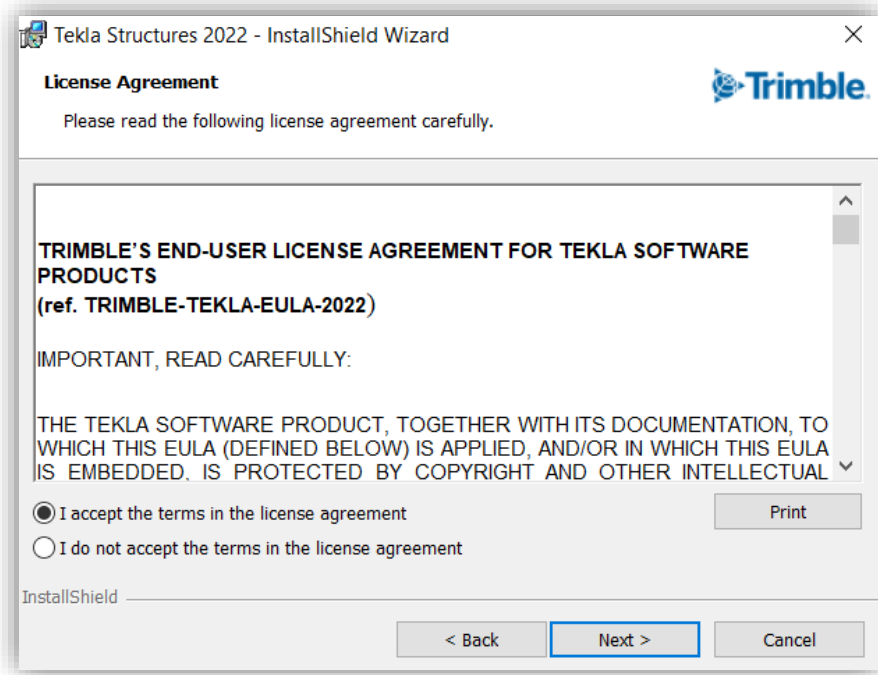 Tekla Structures 2022 - InstallShield Wizard
License Agreement
Trimble.
Please read the following license agreement carefully.
TRIMBLE’S END-USER LICENSE AGREEMENT FOR TEKLA SOFTWARE
PRODUCTS
(ref. TRIMBLE-TEKLA-EULA-2022)
IMPORTANT, READ CAREFULLY:
THE TEKLA SOFTWARE PRODUCT, TOGETHER WITH ITS DOCUMENTATION, TO
WHICH THIS EULA (DEFINED BELOW) IS APPLIED, AND/OR IN WHICH THIS EULA
IS EMBEDDED, IS PROTECTED BY COPYRIGHT AND OTHER INTELLECTUAL
I accept the terms in the license agreement
Print
I do not accept the terms in the license agreement
InstallShield
< Back
Next >
Cancel